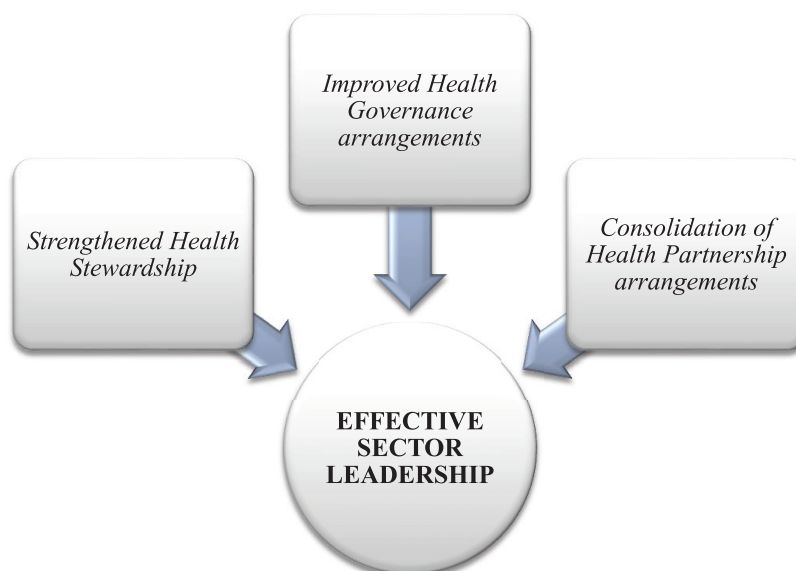 Improved Health
Governance
arrangements
Strengthened Health
Stewardship
Consolidation of
Health Partnership
arrangements
EFFECTIVE
SECTOR
LEADERSHIP